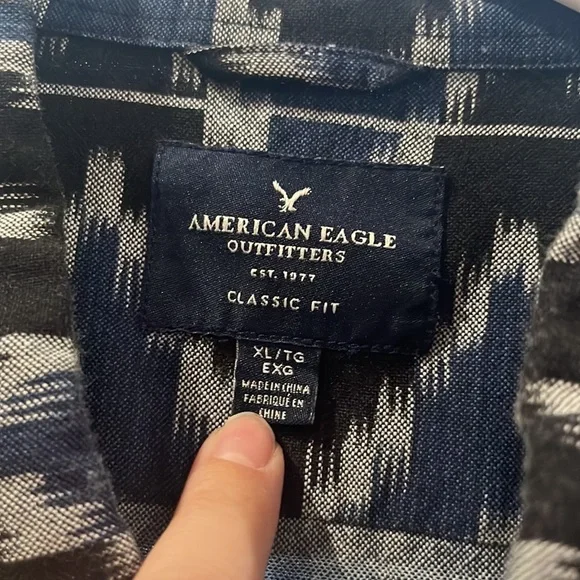 AMERICAN EAGLE
OUTFITTERS
EST. 1977
CLASSIC FIT
XL/TG
EXG
MADE IN CHINA
FABRIQUÉ EN
CHINE